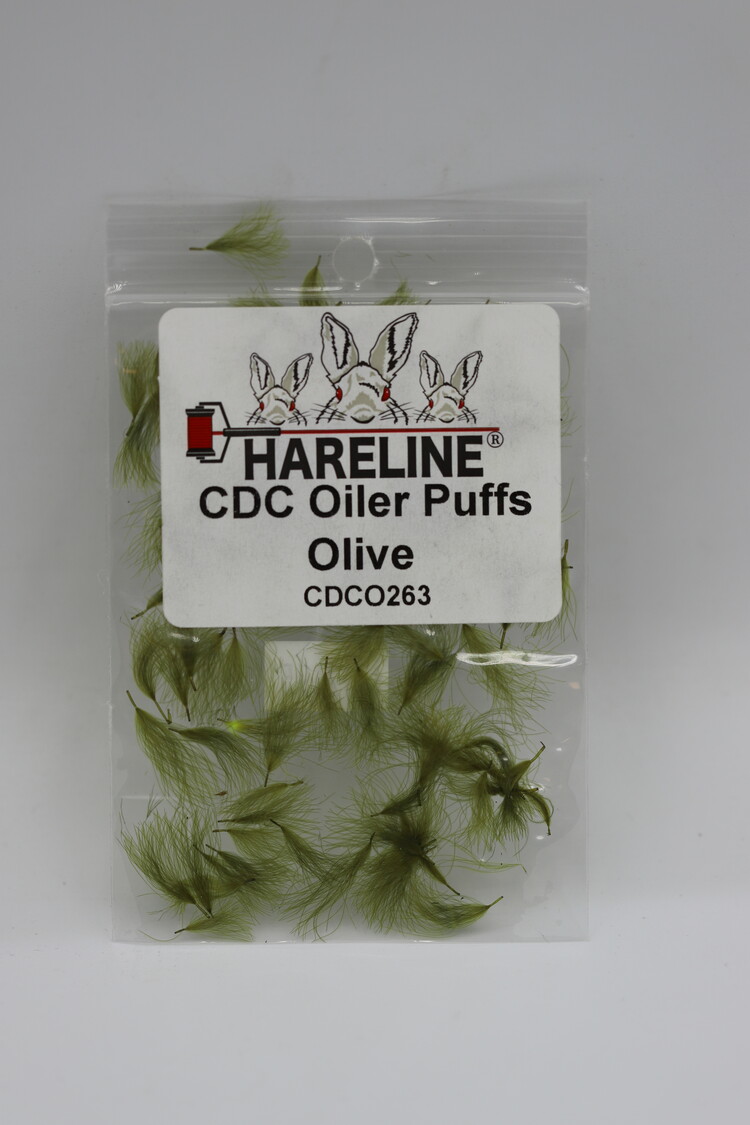 HARELINE®
CDC Oiler Puffs
Olive
CDCO263